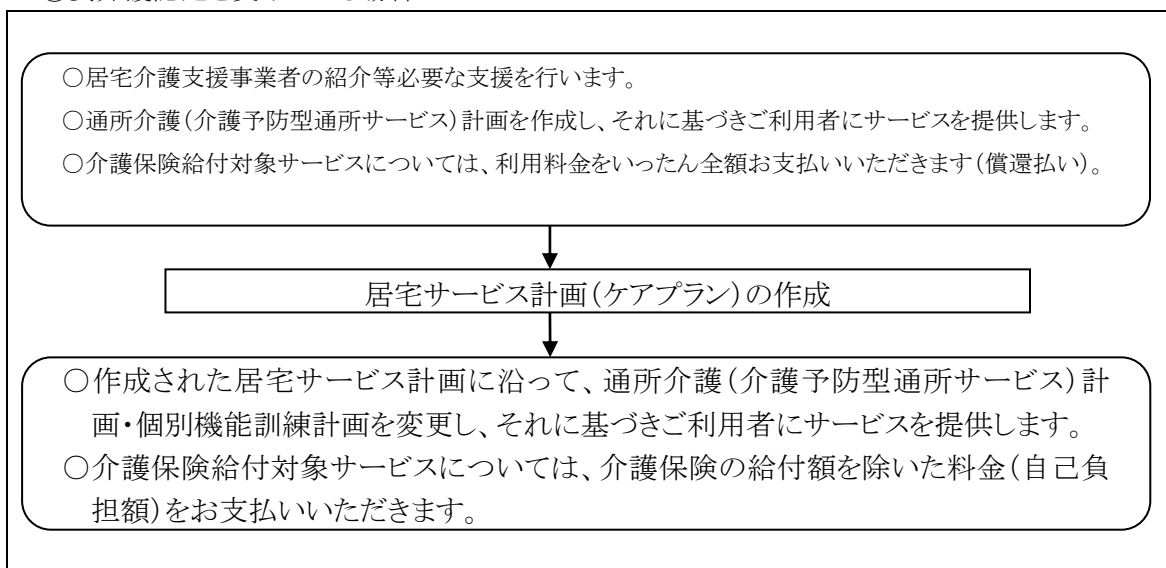 ○居宅介護支援事業者の紹介等必要な支援を行います。
○通所介護(介護予防型通所サービス)計画を作成し、それに基づきご利用者にサービスを提供します。
○介護保険給付対象サービスについては、利用料金をいったん全額お支払いいただきます(償還払い)。
居宅サービス計画(ケアプラン)の作成
○作成された居宅サービス計画に沿って、通所介護(介護予防型通所サービス)計
画・個別機能訓練計画を変更し、それに基づきご利用者にサービスを提供します。
○介護保険給付対象サービスについては、介護保険の給付額を除いた料金(自己負
担額)をお支払いいただきます。